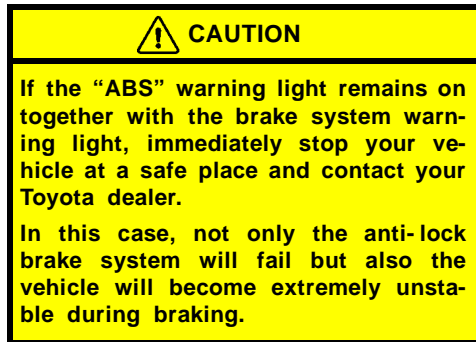 CAUTION
If the “ABS” warning light remains on
together with the brake system warn-
ing light, immediately stop your ve-
hicle at a safe place and contact your
Toyota dealer.
In this case, not only the anti-lock
brake system will fail but also the
vehicle will become extremely unsta-
ble during braking.